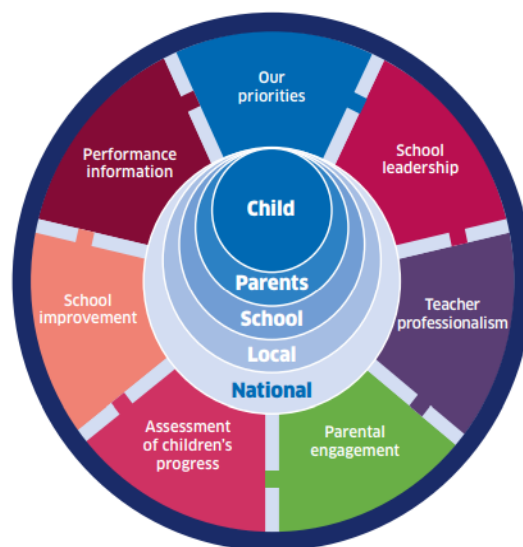 Our
priorities
School
leadership
Teacher
professionalism
Parental
engagement
Assessment
of children's
progress
School
improvement
Performance
information
Child
Parents
School
Local
National